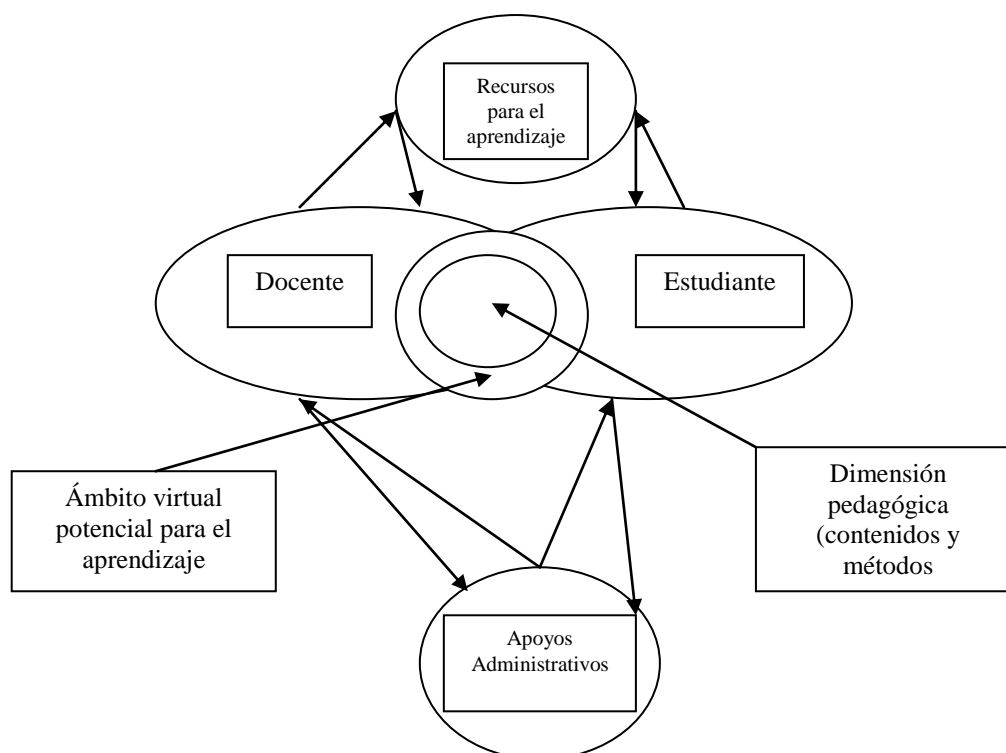 Recursos
para el
aprendizaje
Docente
Estudiante
Ámbito virtual
potencial para el
aprendizaje
Dimensión
pedagógica
(contenidos y
métodos
Apoyos
Administrativos